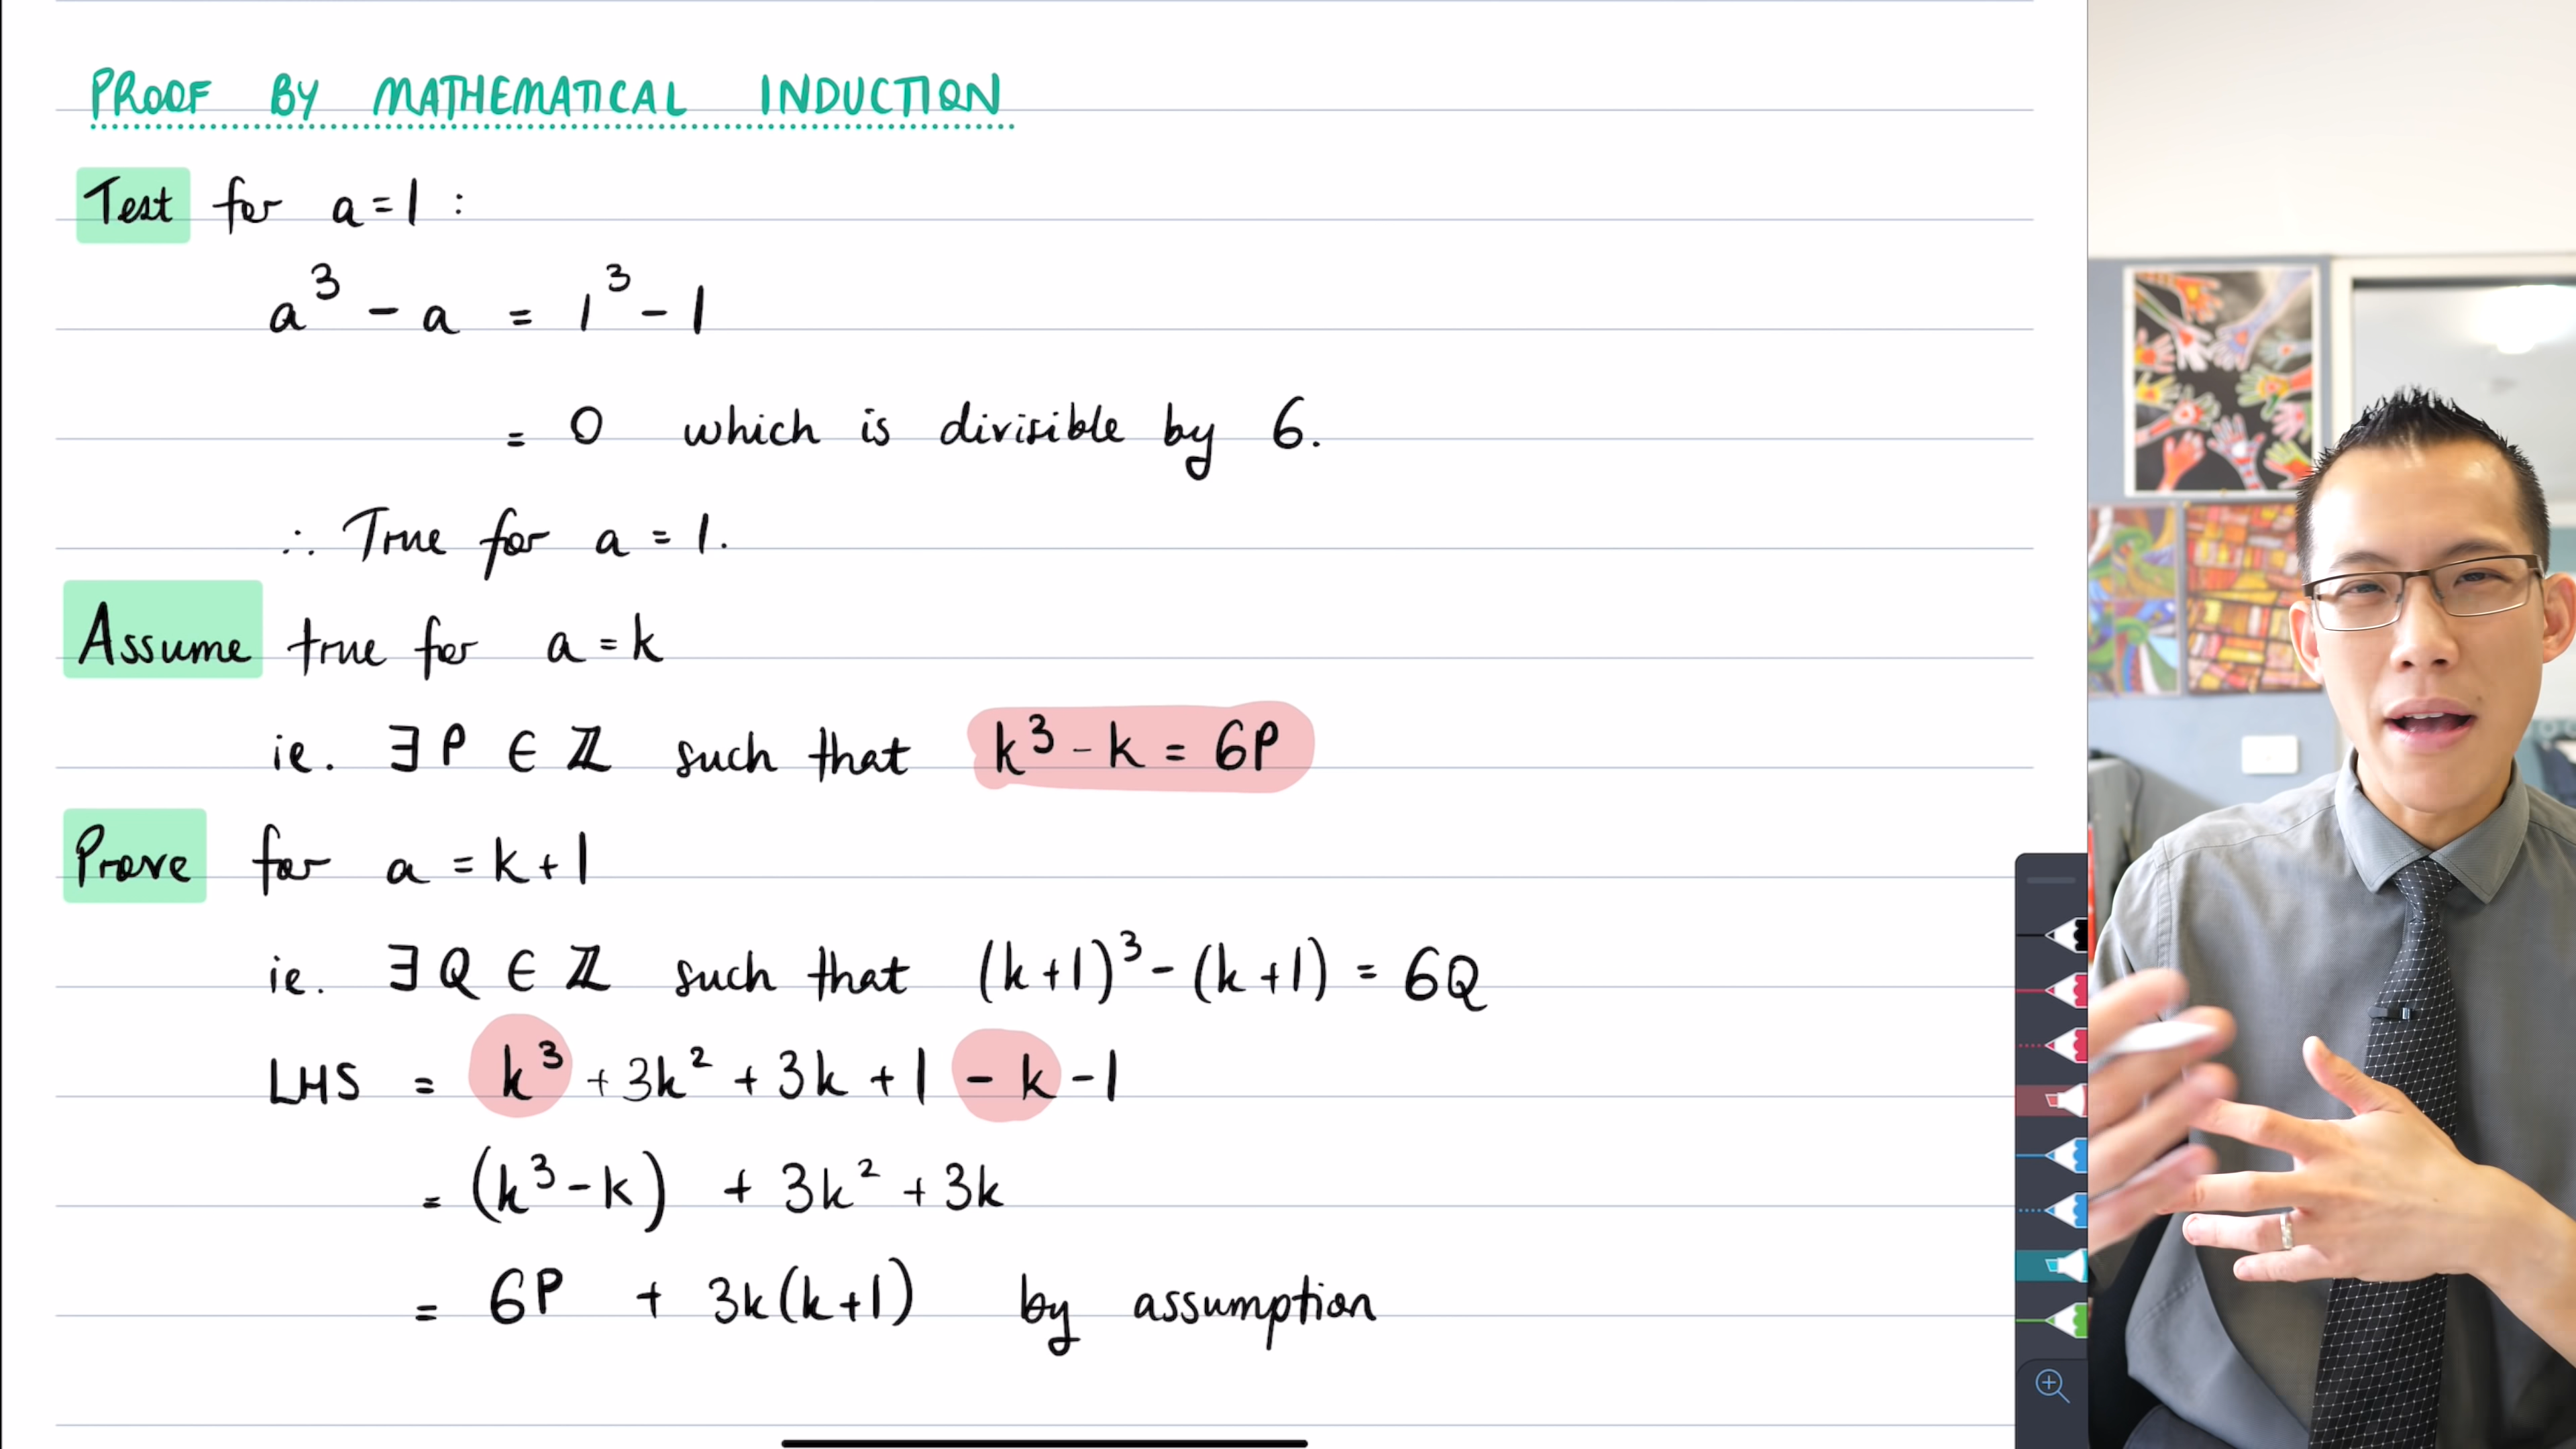 PROOF BY MATHEMATICAL INDUCTION
Test for a = 1 :
a³ - a = 1³ - 1
= 0 which is divisible by 6.
∴ True for a = 1.
Assume true for a = k
ie. ∃ P ∈ ℤ such that k³ - k = 6P
Prove for a = k + 1
ie. ∃ Q ∈ ℤ such that (k+1)³ - (k+1) = 6Q
LHS = k³ + 3k² + 3k + 1 - k - 1
= (k³ - k) + 3k² + 3k
= 6P + 3k(k+1) by assumption